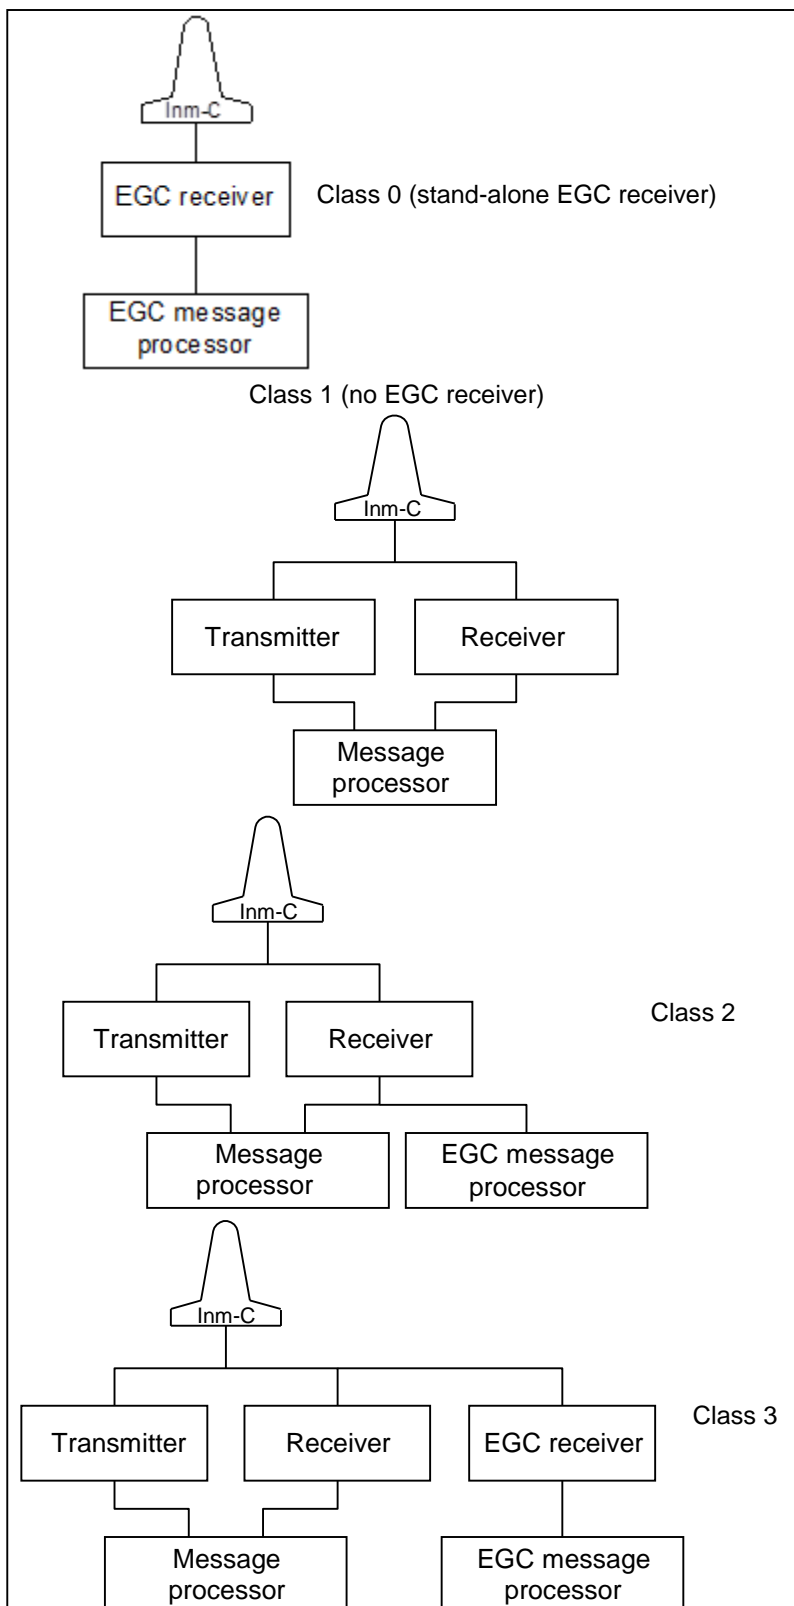 Inm-C
EGC receiver
Class 0 (stand-alone EGC receiver)
EGC message
processor
Class 1 (no EGC receiver)
Inm-C
Transmitter
Receiver
Message
processor
Inm-C
Class 2
Transmitter
Receiver
Message
processor
EGC message
processor
Inm-C
Class 3
Transmitter
Receiver
EGC receiver
Message
processor
EGC message
processor